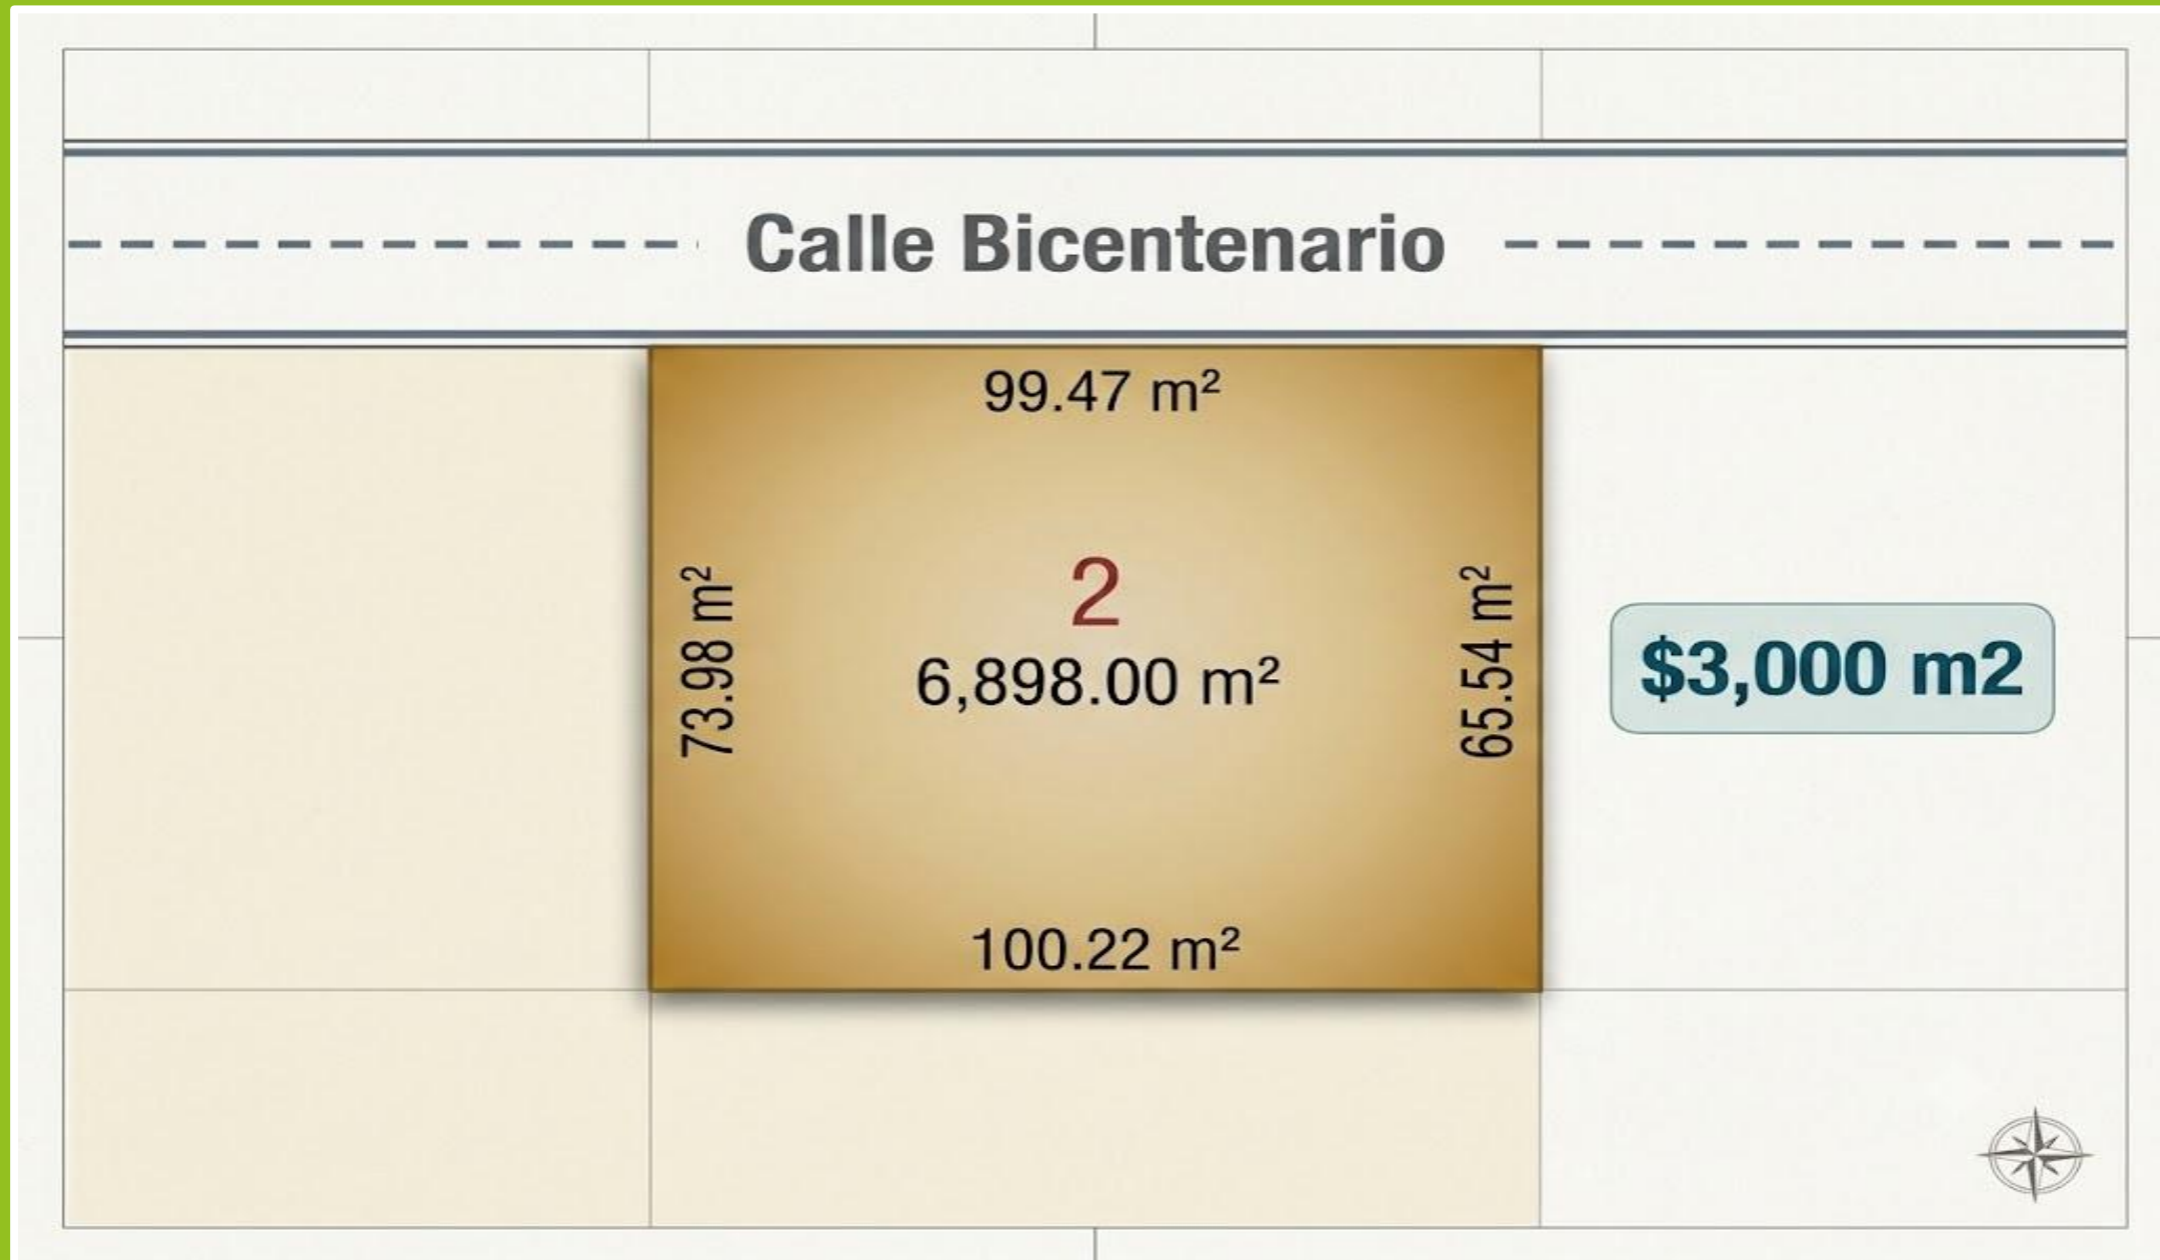 Calle Bicentenario
99.47 m²
73.98 m²
2
6,898.00 m²
65.54 m²
$3,000 m2
100.22 m²